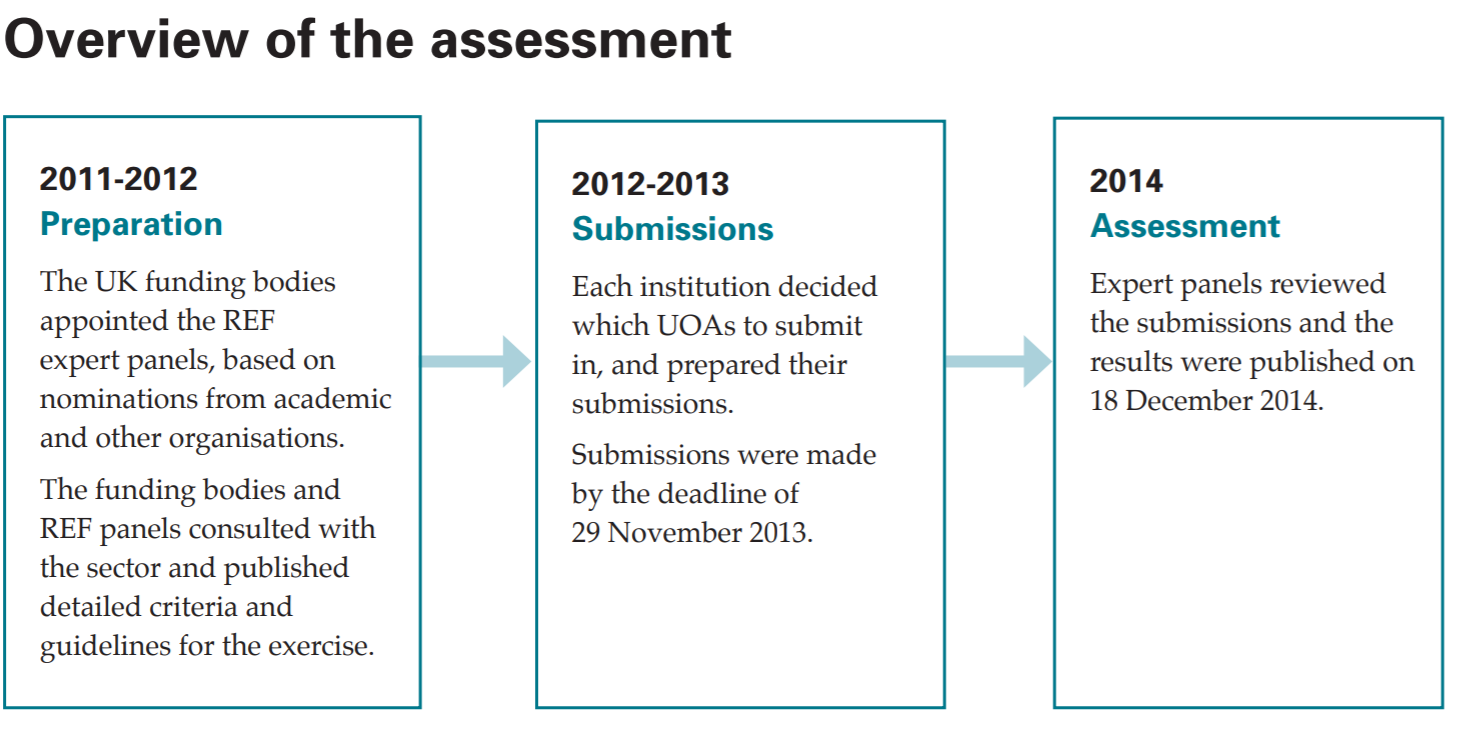 Overview of the assessment
2011-2012
Preparation
The UK funding bodies
appointed the REF
expert panels, based on
nominations from academic
and other organisations.
The funding bodies and
REF panels consulted with
the sector and published
detailed criteria and
guidelines for the exercise.
2012-2013
Submissions
Each institution decided
which UOAs to submit
in, and prepared their
submissions.
Submissions were made
by the deadline of
29 November 2013.
2014
Assessment
Expert panels reviewed
the submissions and the
results were published on
18 December 2014.